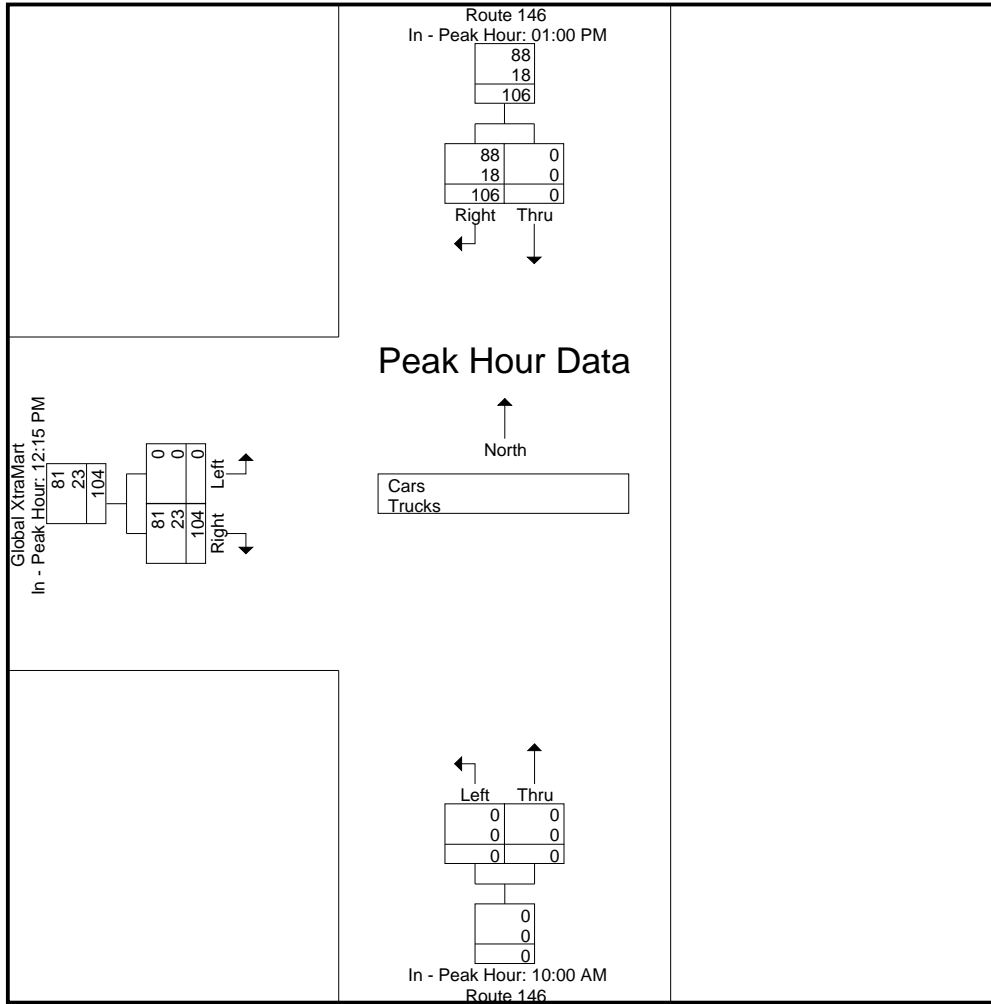 Route 146
In - Peak Hour: 01:00 PM
88
18
106
88 0
18 0
106 0
Right Thru
Peak Hour Data
North
Cars
Trucks
Global XtraMart
In - Peak Hour: 12:15 PM
81
23
104
0 0 0
Left
81 23 104
Right
Left Thru
0 0
0 0
0 0
0
0
0
In - Peak Hour: 10:00 AM
Route 146